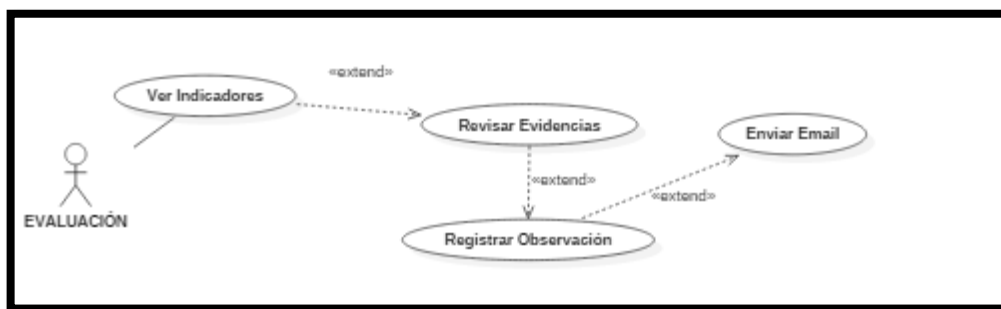 «extend»
Ver Indicadores
Revisar Evidencias
Enviar Email
«extend»
«extend»
EVALUACIÓN
Registrar Observación